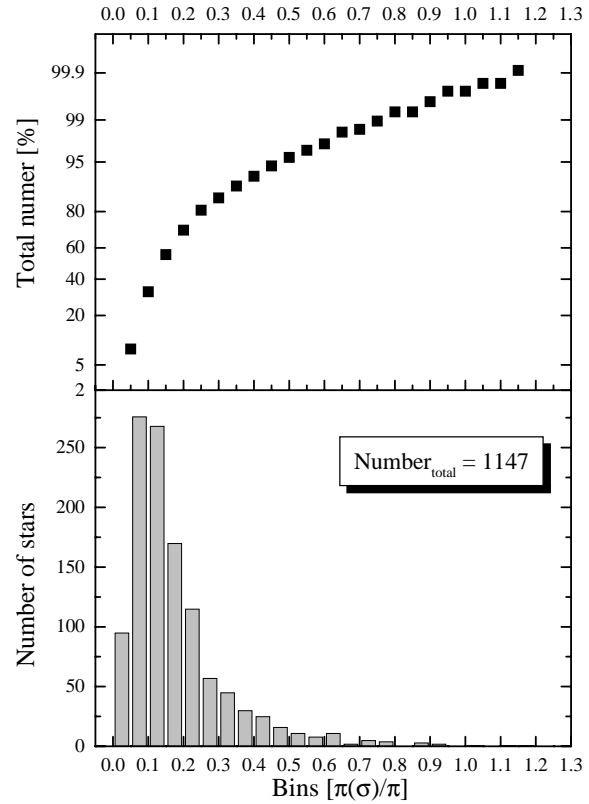 0.0 0.1 0.2 0.3 0.4 0.5 0.6 0.7 0.8 0.9 1.0 1.1 1.2 1.3
Total numer [%]
99.9
99
95
80
60
40
20
5
2
Number of stars
250
200
150
100
50
0
Number_total = 1147
0.0 0.1 0.2 0.3 0.4 0.5 0.6 0.7 0.8 0.9 1.0 1.1 1.2 1.3
Bins [π(σ)/π]